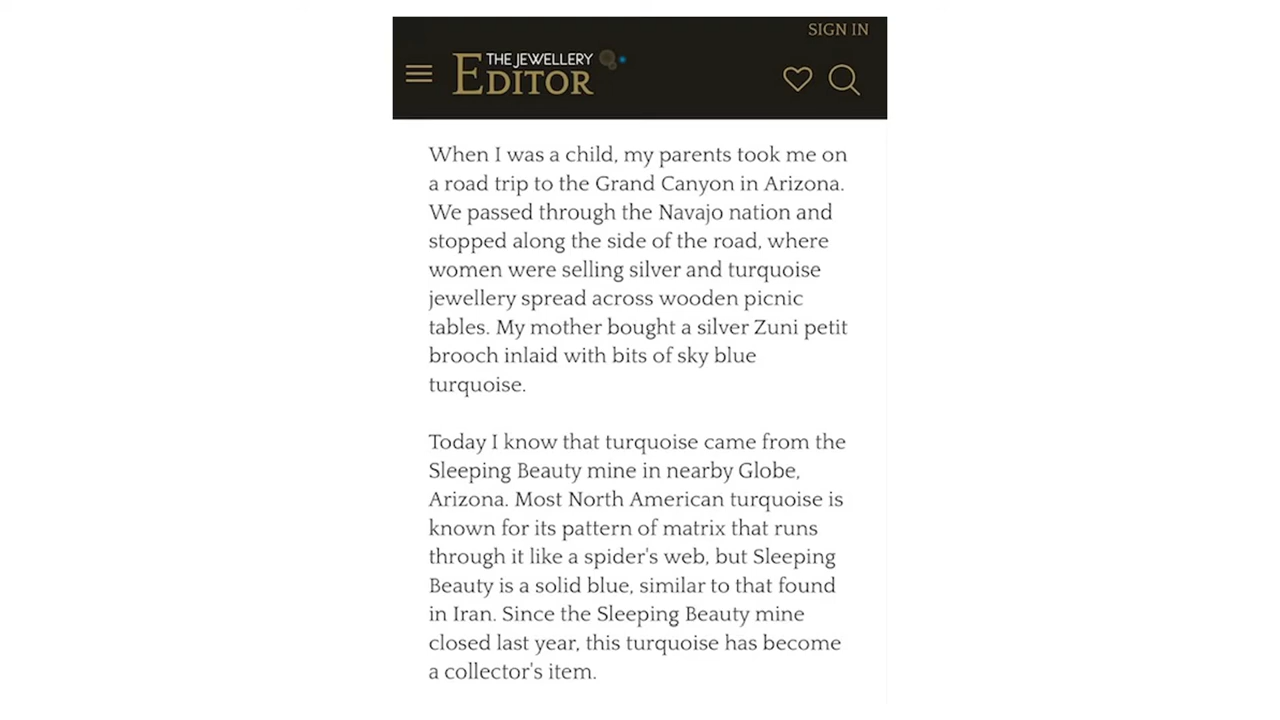 SIGN IN
THE JEWELLERY
EDITOR
When I was a child, my parents took me on
a road trip to the Grand Canyon in Arizona.
We passed through the Navajo nation and
stopped along the side of the road, where
women were selling silver and turquoise
jewellery spread across wooden picnic
tables. My mother bought a silver Zuni petit
brooch inlaid with bits of sky blue
turquoise.
Today I know that turquoise came from the
Sleeping Beauty mine in nearby Globe,
Arizona. Most North American turquoise is
known for its pattern of matrix that runs
through it like a spider's web, but Sleeping
Beauty is a solid blue, similar to that found
in Iran. Since the Sleeping Beauty mine
closed last year, this turquoise has become
a collector's item.